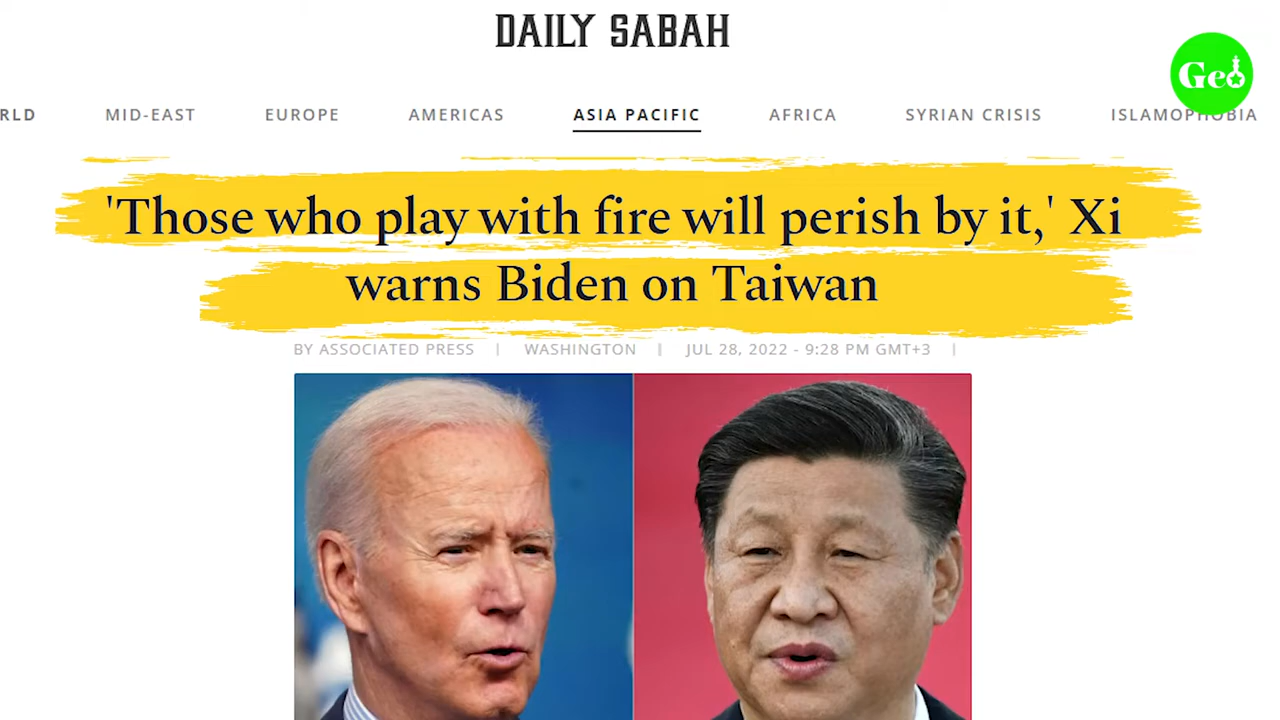 DAILY SABAH
Geo
RLD MID-EAST EUROPE AMERICAS ASIA PACIFIC AFRICA SYRIAN CRISIS ISLAMOPHOBIA
'Those who play with fire will perish by it,' Xi
warns Biden on Taiwan
BY ASSOCIATED PRESS | WASHINGTON | JUL 28, 2022 - 9:28 PM GMT+3 |